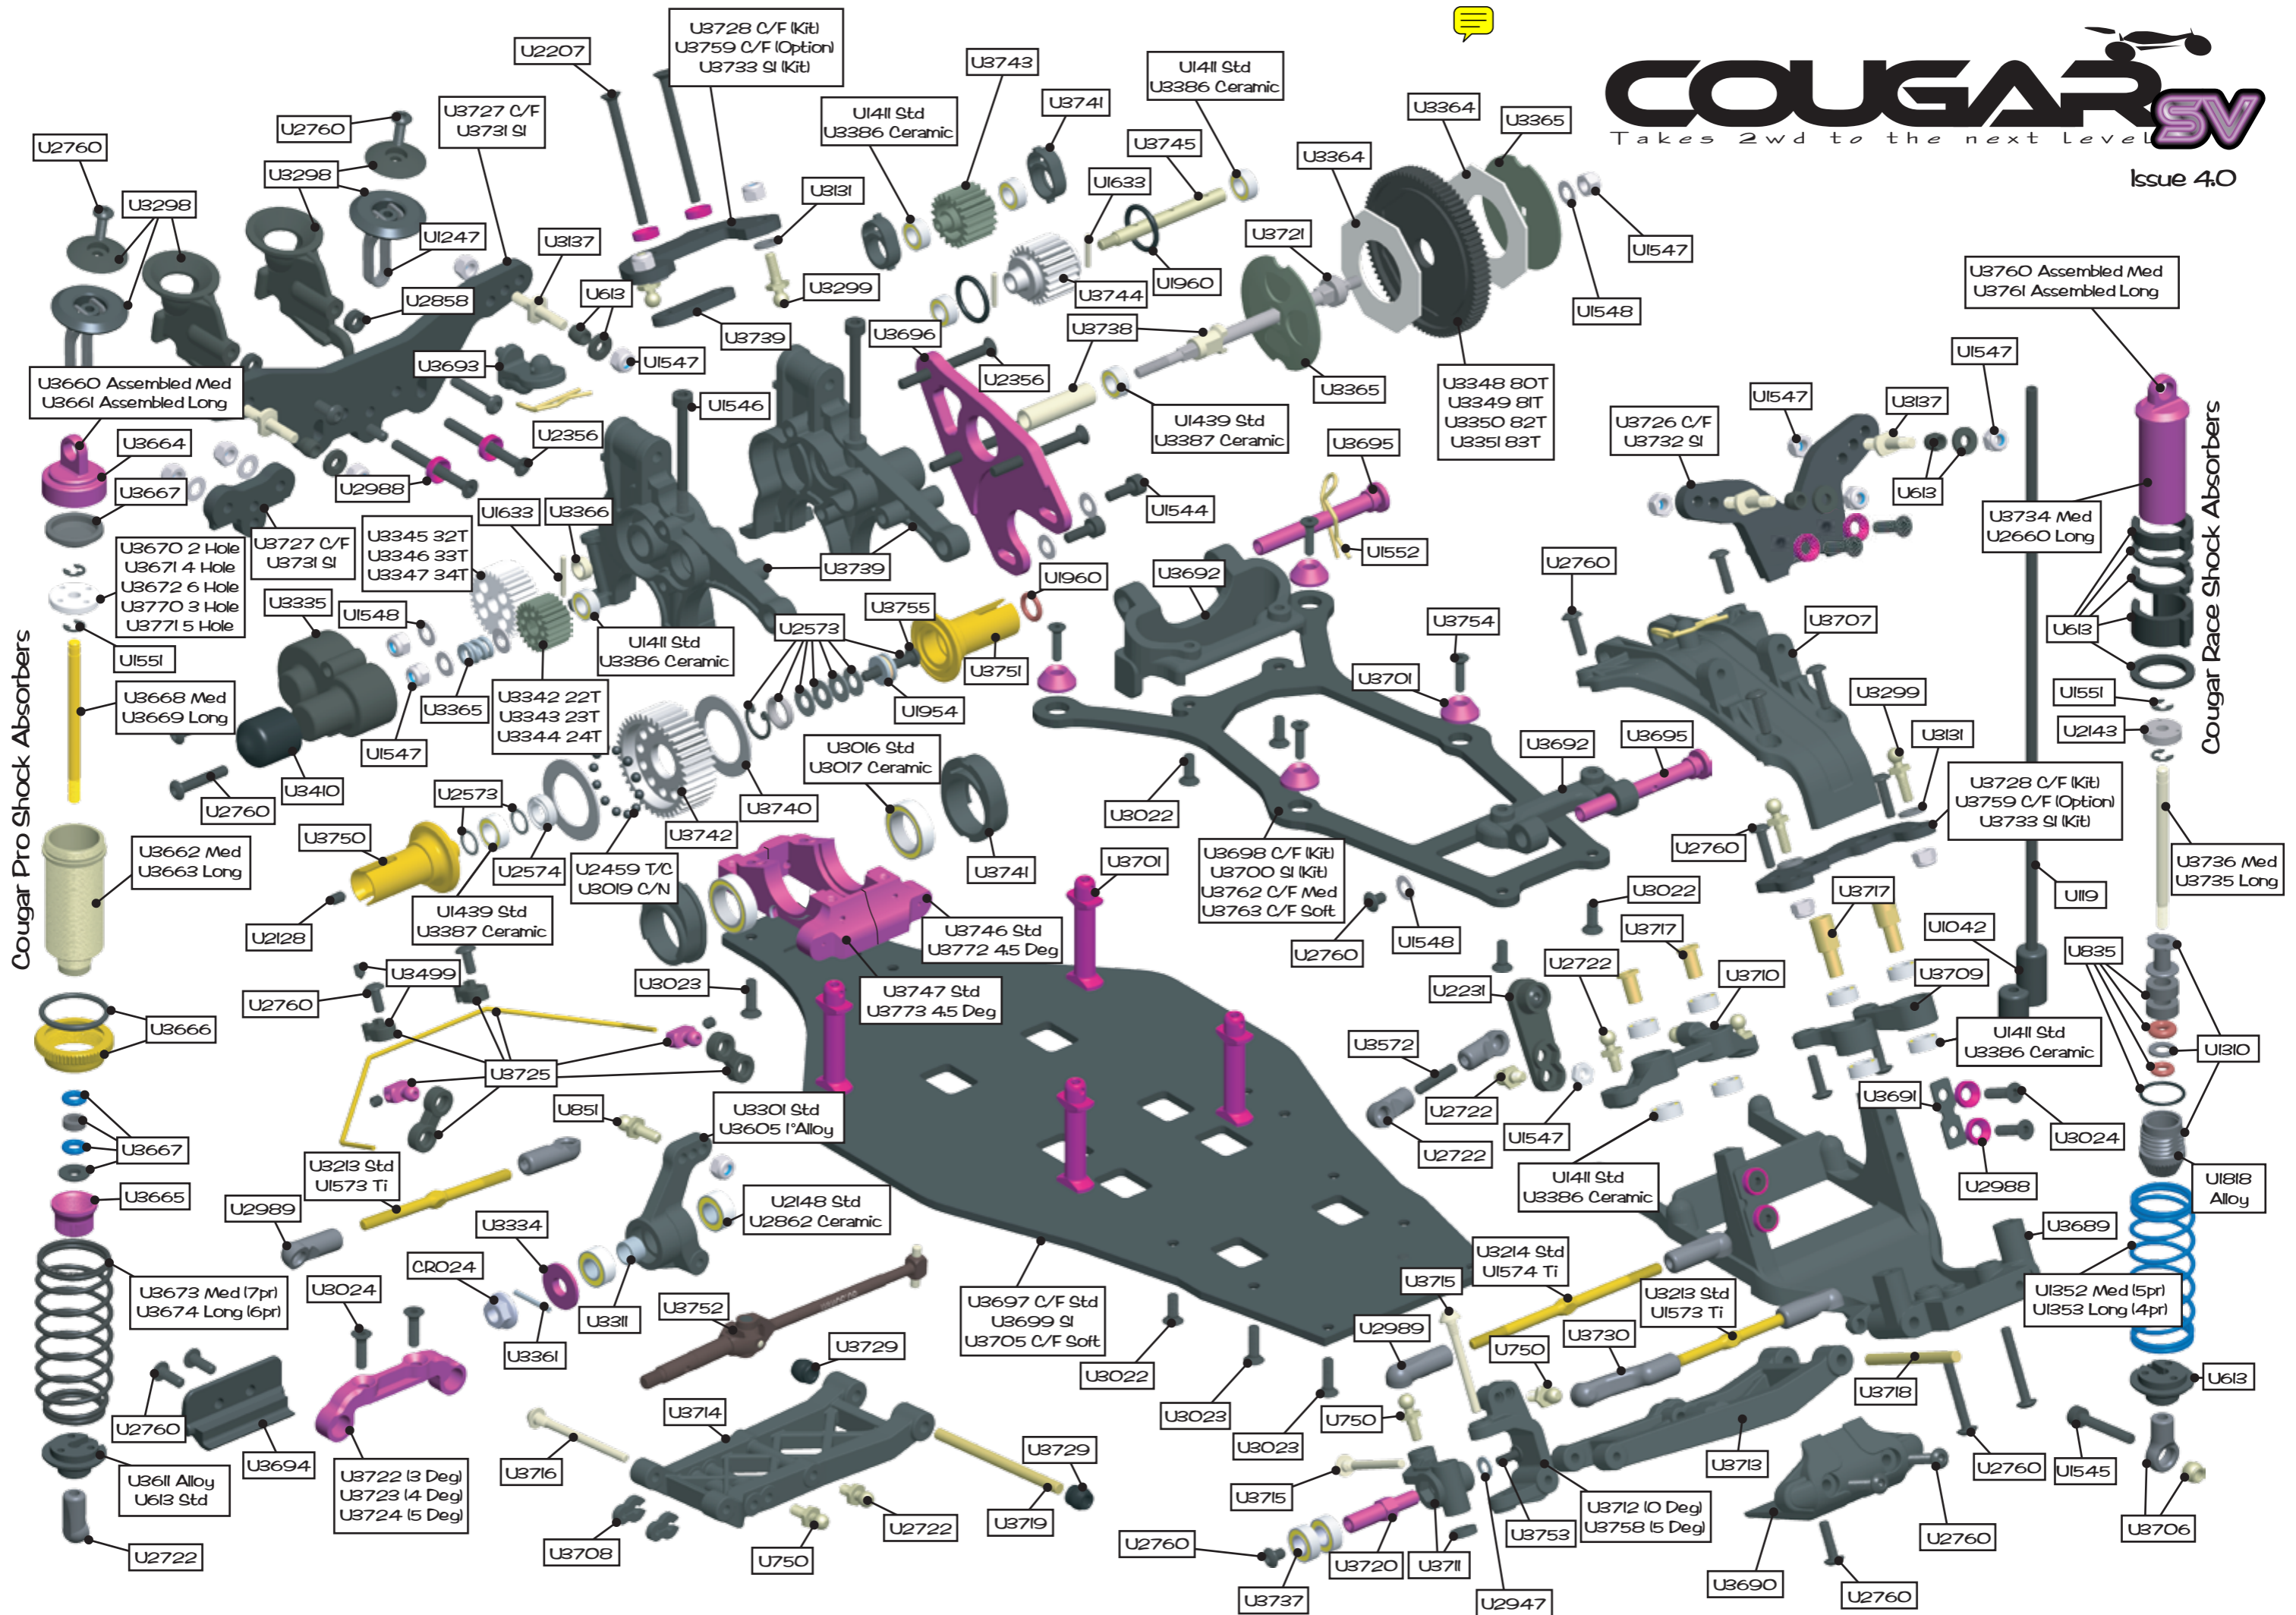 COUGAR SV
Takes 2wd to the next level
Issue 4.0
U3728 C/F (Kit)
U3759 C/F (Option)
U3733 S1 (Kit)
U2207
U3743
U1411 Std
U3386 Ceramic
U3741
U1411 Std
U3386 Ceramic
U3727 C/F
U3731 S1
U2760
U2760
U3298
U3298
U1247
U3137
U3131
U1633
U3745
U3364
U3365
U3364
U3721
U1547
U1548
U2858
U613
U3299
U3744
U1960
U3739
U3696
U3738
U2356
U3365
U3693
U1547
U3348 80T
U3349 81T
U3350 82T
U3351 83T
U3760 Assembled Med
U3761 Assembled Long
U1547
U1547
U3137
U3726 C/F
U3732 S1
U613
Cougar Race Shock Absorbers
U3660 Assembled Med
U3661 Assembled Long
U3664
U3667
U1546
U2356
U2988
U1439 Std
U3387 Ceramic
U3695
U1544
U1552
U3734 Med
U2660 Long
U3670 2 Hole
U3671 4 Hole
U3672 6 Hole
U3770 3 Hole
U3771 5 Hole
U3727 C/F
U3731 S1
U3345 32T
U3346 33T
U3347 34T
U1633
U3366
U3739
U1960
U3692
U2760
U3707
U613
U3335
U1548
U1551
U1411 Std
U3386 Ceramic
U2573
U3755
U3751
U1954
U3754
U3701
U3299
U1551
U2143
U3131
Cougar Pro Shock Absorbers
U3668 Med
U3669 Long
U3365
U1547
U3342 22T
U3343 23T
U3344 24T
U3410
U2760
U3016 Std
U3017 Ceramic
U3740
U3742
U3741
U3022
U3692
U3695
U3728 C/F (Kit)
U3759 C/F (Option)
U3733 S1 (Kit)
U2760
U3736 Med
U3735 Long
U2573
U3750
U2574
U2459 T/C
U3019 C/N
U3662 Med
U3663 Long
U1439 Std
U3387 Ceramic
U2128
U3701
U3698 C/F (Kit)
U3700 S1 (Kit)
U3762 C/F Med
U3763 C/F Soft
U2760
U1548
U3022
U3717
U3717
U119
U1042
U835
U3746 Std
U3772 4.5 Deg
U3747 Std
U3773 4.5 Deg
U3023
U3499
U2760
U3666
U3725
U2722
U2231
U3710
U3709
U1411 Std
U3386 Ceramic
U1310
U3572
U2722
U2722
U1547
U1411 Std
U3386 Ceramic
U3691
U3024
U2988
U1818
Alloy
U3667
U3665
U851
U3301 Std
U3605 1°Alloy
U3213 Std
U1573 Ti
U2989
U2148 Std
U2862 Ceramic
U3334
CR024
U3311
U3361
U3673 Med (7pr)
U3674 Long (6pr)
U3024
U3752
U3729
U3697 C/F Std
U3699 S1
U3705 C/F Soft
U3022
U3023
U3023
U3214 Std
U1574 Ti
U3715
U3213 Std
U1573 Ti
U2989
U3730
U750
U750
U3689
U1352 Med (5pr)
U1353 Long (4pr)
U613
U3718
U2760
U3694
U3611 Alloy
U613 Std
U2722
U3722 (3 Deg)
U3723 (4 Deg)
U3724 (5 Deg)
U3714
U3716
U3708
U750
U2722
U3729
U3719
U3715
U2760
U3737
U3720
U3711
U2947
U3753
U3712 (0 Deg)
U3758 (5 Deg)
U3713
U2760
U1545
U3706
U2760
U3690
U2760